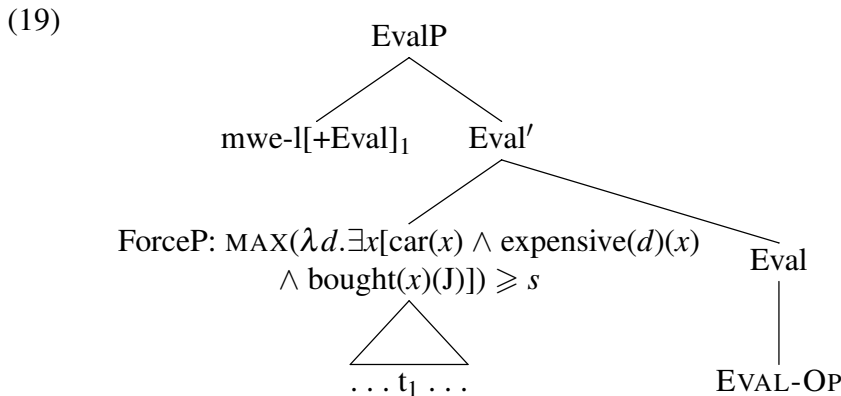 (19)
EvalP
mwe-l[+Eval]₁ Eval′
ForceP: MAX(λd.∃x[car(x) ∧ expensive(d)(x)
∧ bought(x)(J)]) ⩾ s
Eval
… t₁ …
EVAL-OP